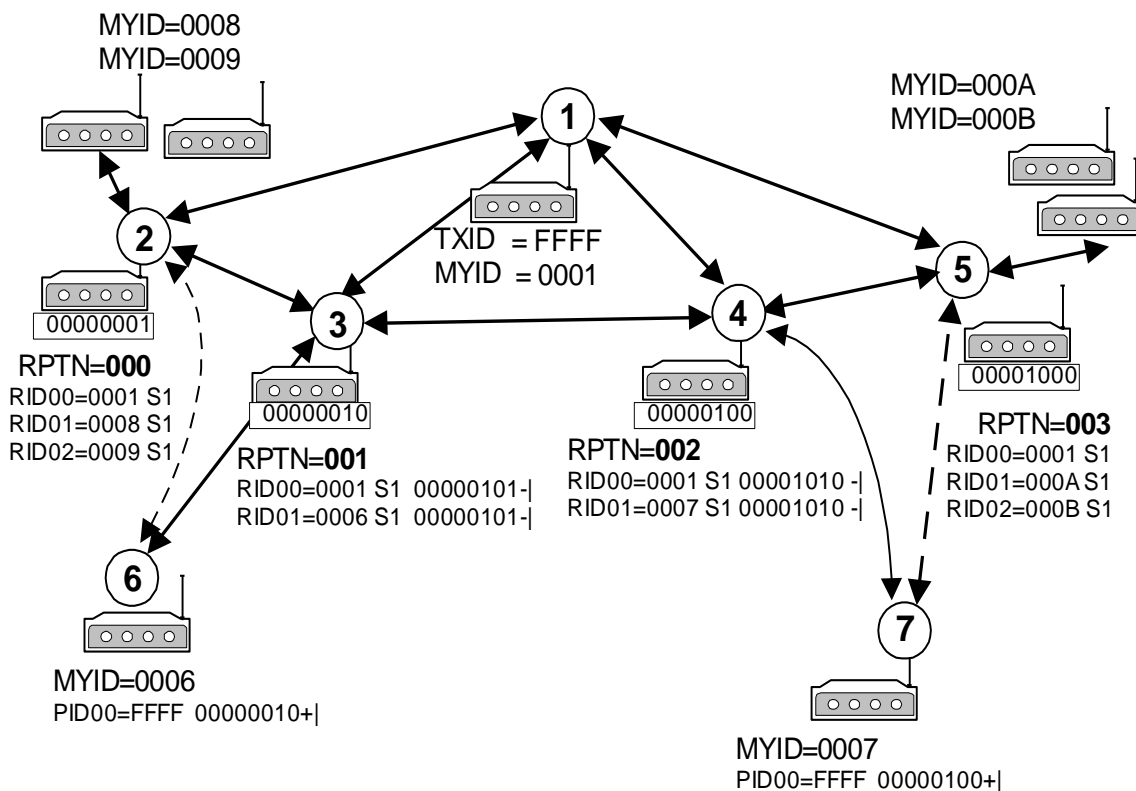 MYID=0008
MYID=0009
MYID=000A
MYID=000B
1
TXID = FFFF
MYID = 0001
2
00000001
RPTN=000
RID00=0001 S1
RID01=0008 S1
RID02=0009 S1
3
00000010
RPTN=001
RID00=0001 S1 00000101-|
RID01=0006 S1 00000101-|
4
00000100
RPTN=002
RID00=0001 S1 00001010 -|
RID01=0007 S1 00001010 -|
5
00001000
RPTN=003
RID00=0001 S1
RID01=000A S1
RID02=000B S1
6
MYID=0006
PID00=FFFF 00000010+|
7
MYID=0007
PID00=FFFF 00000100+|